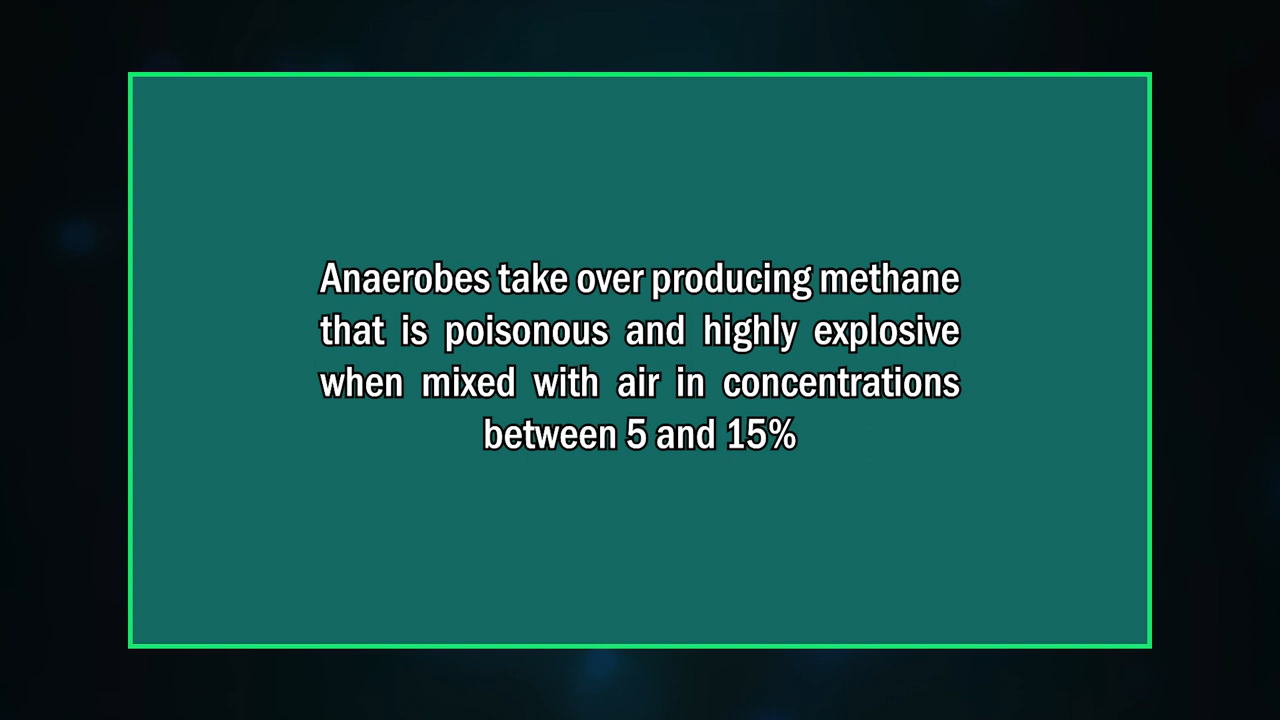 Anaerobes take over producing methane
that is poisonous and highly explosive
when mixed with air in concentrations
between 5 and 15%